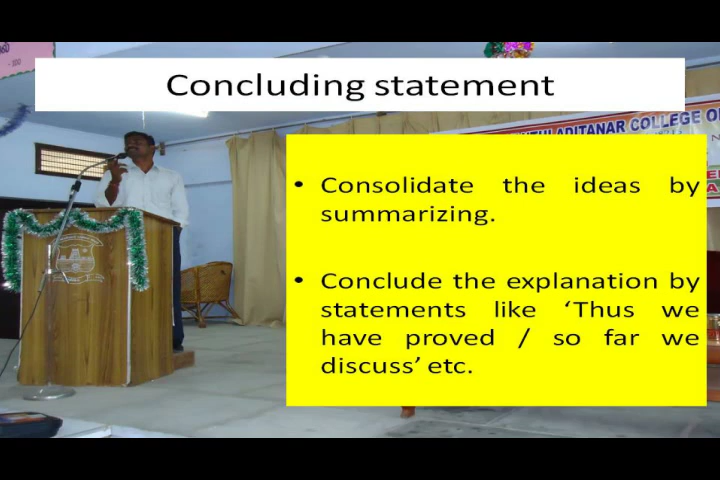 Concluding statement
ADITANAR COLLEGE O
• Consolidate the ideas by
summarizing.
• Conclude the explanation by
statements like ‘Thus we
have proved / so far we
discuss’ etc.